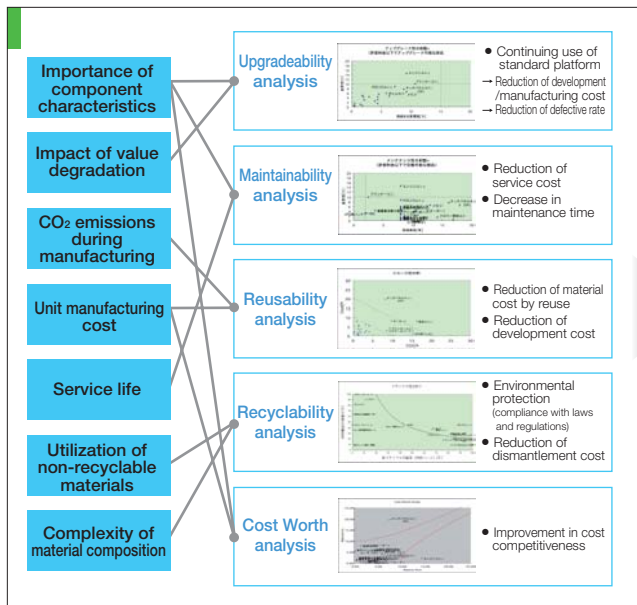 Importance of
component
characteristics
Impact of value
degradation
CO₂ emissions
during
manufacturing
Unit manufacturing
cost
Service life
Utilization of
non-recyclable
materials
Complexity of
material composition
Upgradeability
analysis
● Continuing use of
standard platform
→ Reduction of development
/manufacturing cost
→ Reduction of defective rate
Maintainability
analysis
● Reduction of
service cost
● Decrease in
maintenance time
Reusability
analysis
● Reduction of material
cost by reuse
● Reduction of
development cost
Recyclability
analysis
● Environmental
protection
(compliance with laws
and regulations)
● Reduction of
dismantlement cost
Cost Worth
analysis
● Improvement in cost
competitiveness